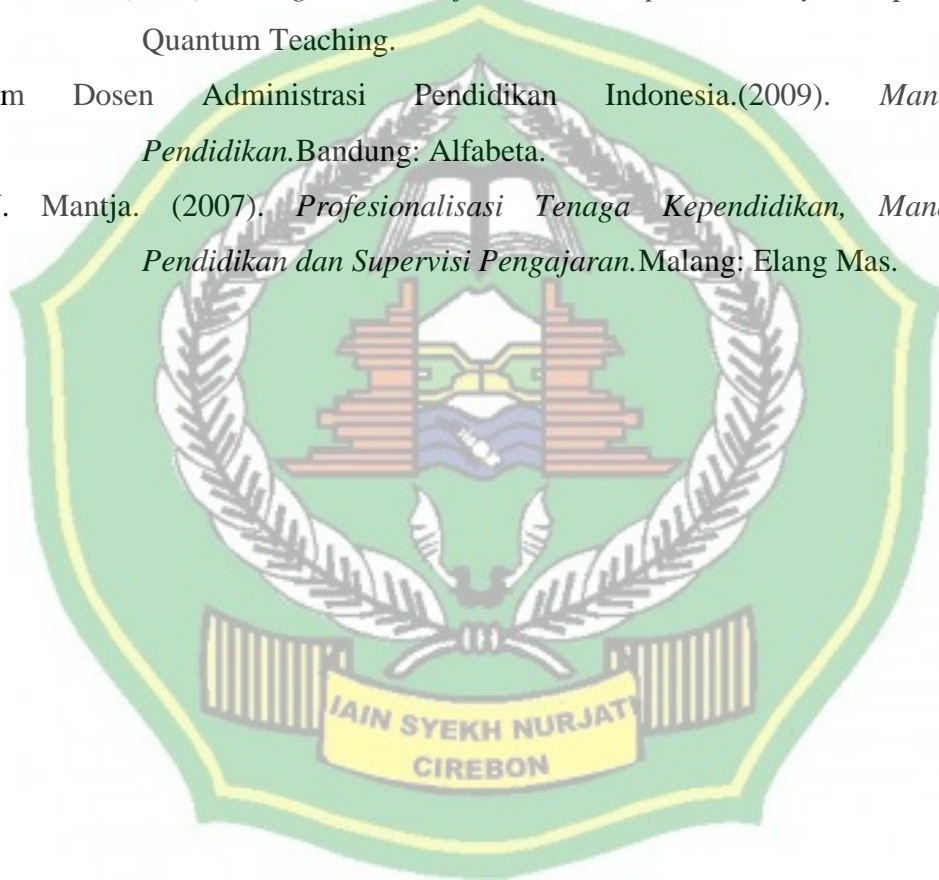 Quantum Teaching.
m Dosen Administrasi Pendidikan Indonesia.(2009). Man
Pendidikan.Bandung: Alfabeta.
. Mantja. (2007). Profesionalisasi Tenaga Kependidikan, Man
Pendidikan dan Supervisi Pengajaran.Malang: Elang Mas.
IAIN SYEKH NURJATI
CIREBON